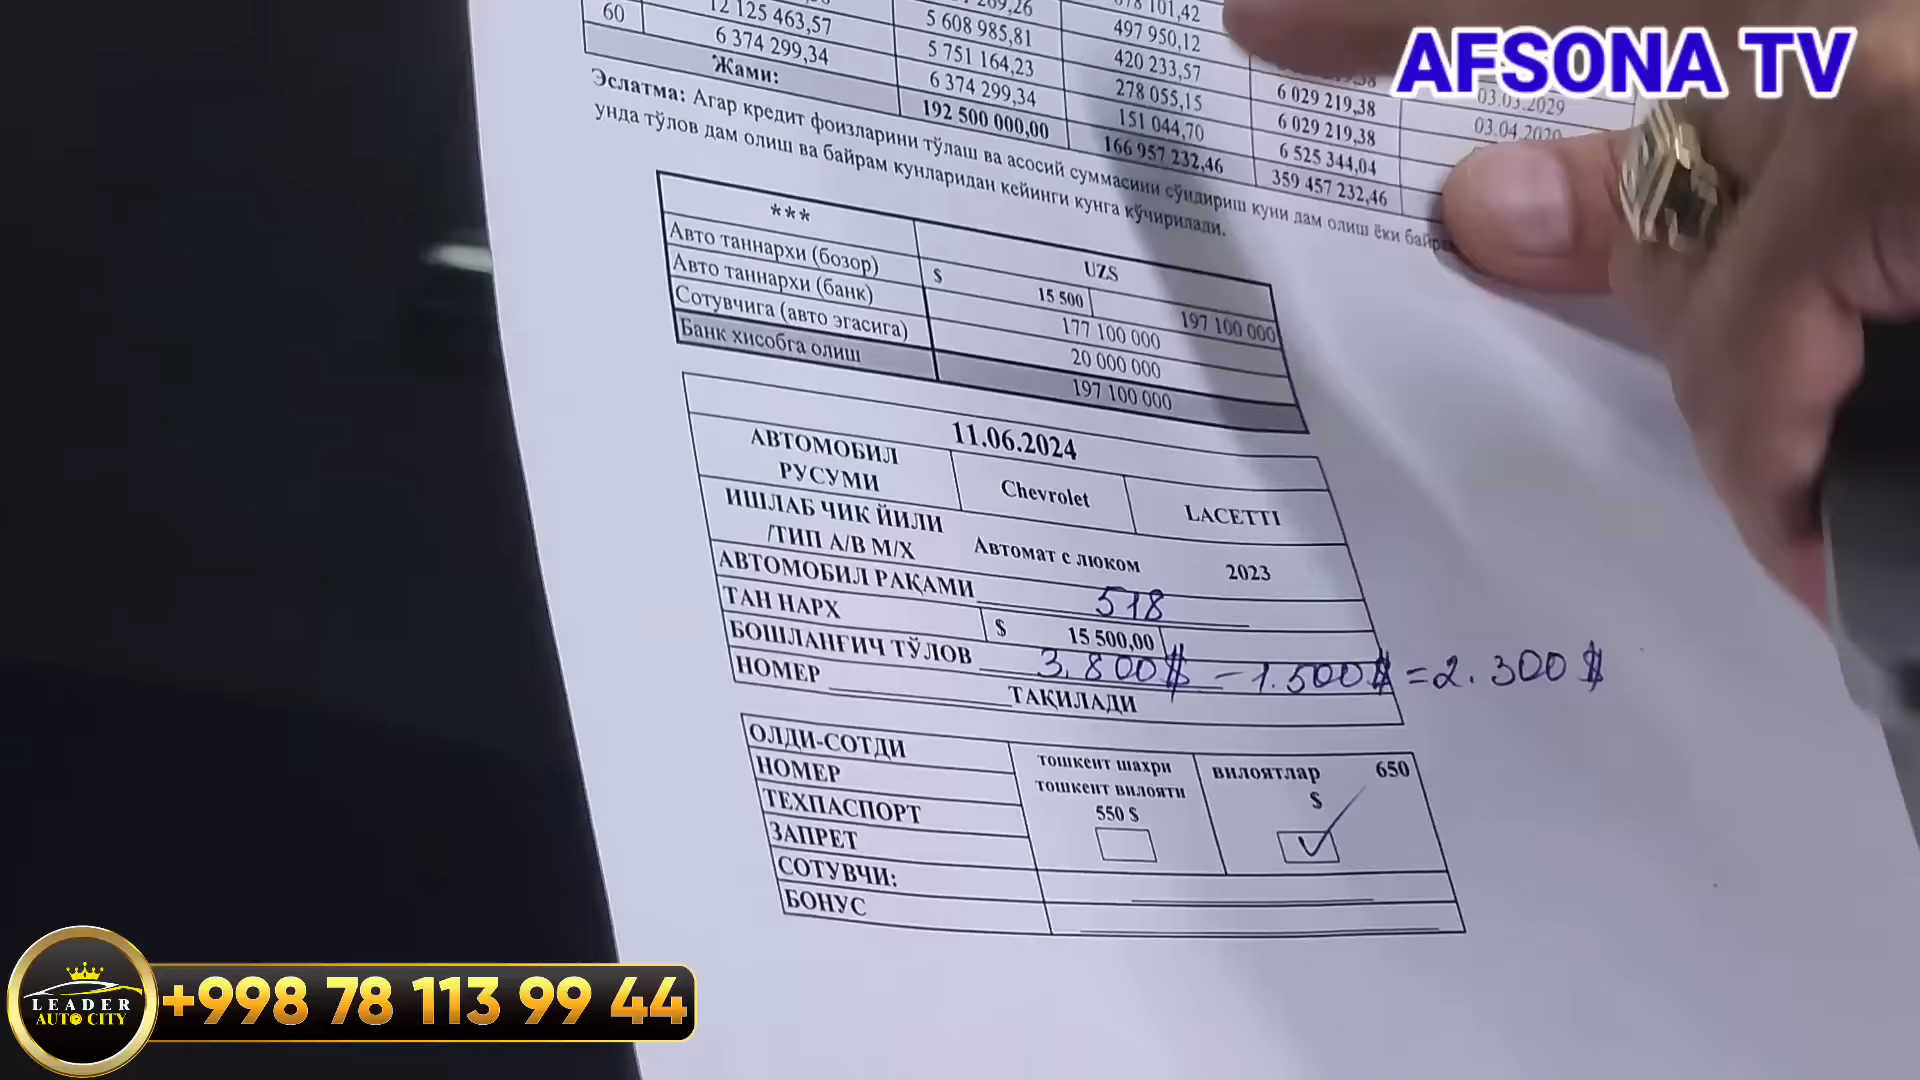 AFSONA TV
60
12 125 463,57
6 374 299,34
Жами:
5 608 985,81
5 751 164,23
6 374 299,34
192 500 000,00
101,42
497 950,12
420 233,57
278 055,15
151 044,70
166 957 232,46
6 029 219,38
6 029 219,38
6 525 344,04
359 457 232,46
03.03.2029
Эслатма: Агар кредит фоизларини тўлаш ва асосий суммасини сўндириш куни дам олиш ёки
унда тўлов дам олиш ва байрам кунларидан кейинги кунга кўчирилади.
*** UZS
Авто таннархи (бозор) $ 15 500 197 100 000
Авто таннархи (банк) 177 100 000
Сотувчига (авто эгасига) 20 000 000
Банк хисобга олиш 197 100 000
11.06.2024
АВТОМОБИЛ РУСУМИ Chevrolet LACETTI
ИШЛАБ ЧИК ЙИЛИ
/ТИП А/В М/Х Автомат с люком 2023
АВТОМОБИЛ РАҚАМИ 518
ТАН НАРХ $ 15 500,00
БОШЛАНҒИЧ ТЎЛОВ 3.800$ - 1.500$ = 2.300$
НОМЕР ТАҚИЛАДИ
ОЛДИ-СОТДИ
НОМЕР
ТЕХПАСПОРТ
ЗАПРЕТ
СОТУВЧИ:
БОНУС
тошкент шахри
тошкент вилояти
550 $
вилоятлар 650
$
LEADER
AUTO CITY
+998 78 113 99 44